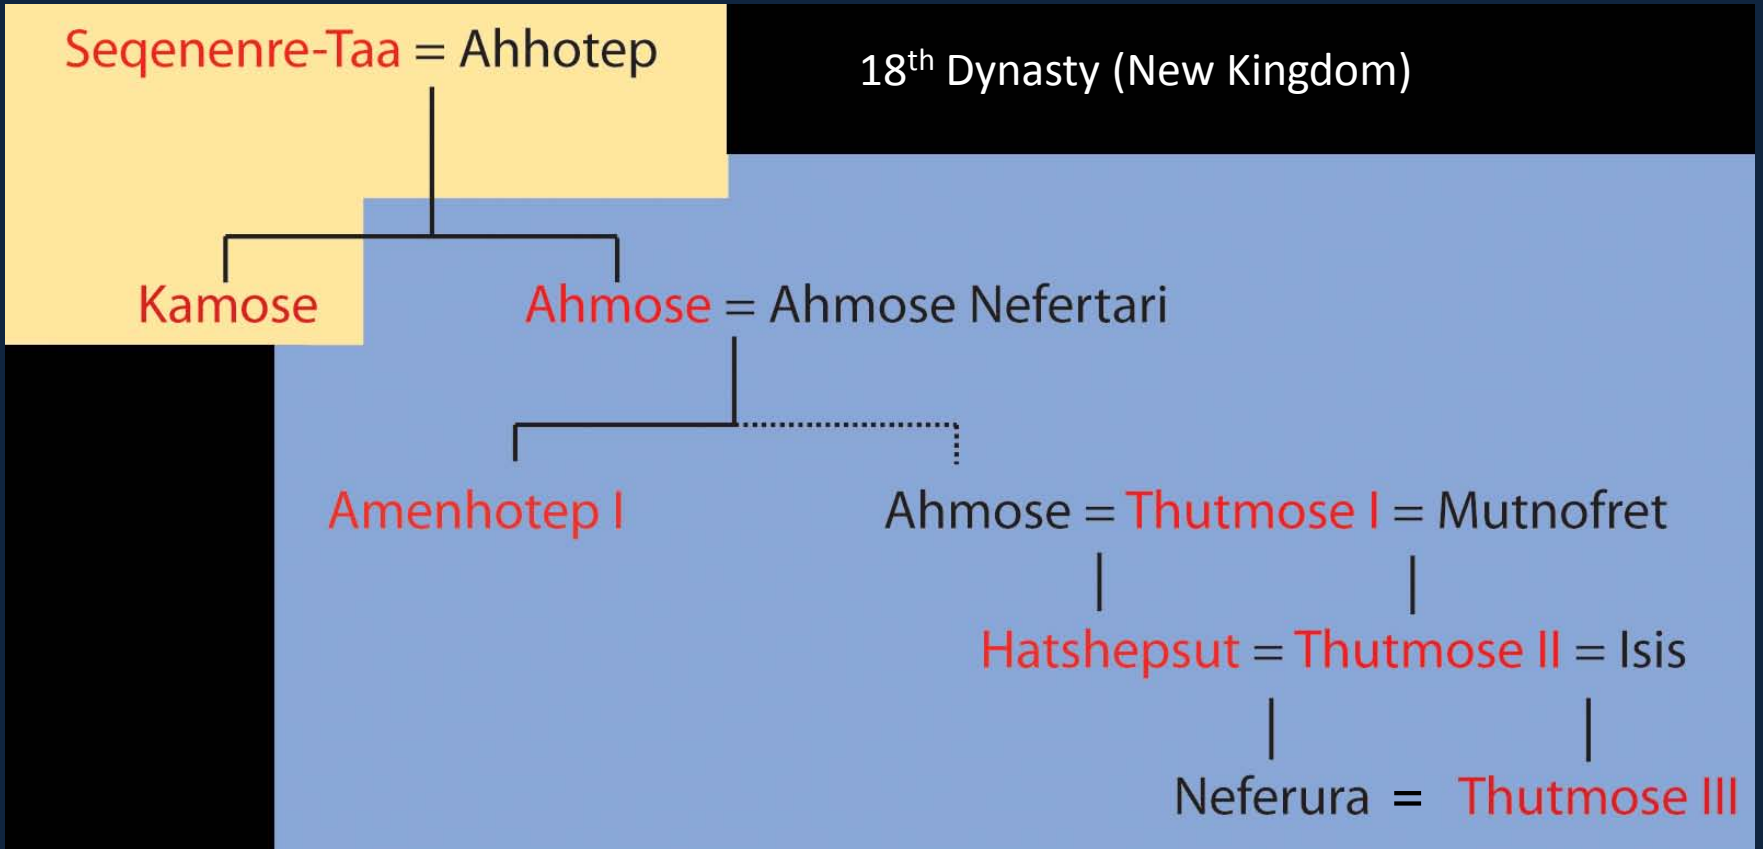 Seqenenre-Taa = Ahhotep
18th Dynasty (New Kingdom)
Kamose
Ahmose = Ahmose Nefertari
Amenhotep I
Ahmose = Thutmose I = Mutnofret
Hatshepsut = Thutmose II = Isis
Neferura = Thutmose III